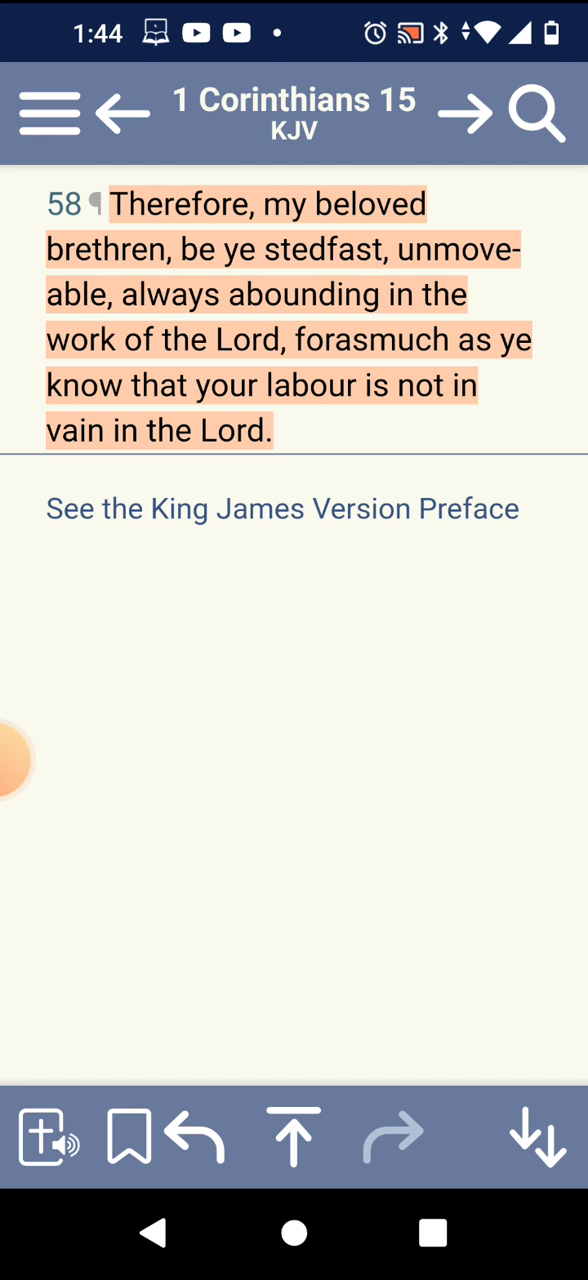 1:44
1 Corinthians 15
KJV
58 ¶ Therefore, my beloved
brethren, be ye stedfast, unmove-
able, always abounding in the
work of the Lord, forasmuch as ye
know that your labour is not in
vain in the Lord.
See the King James Version Preface